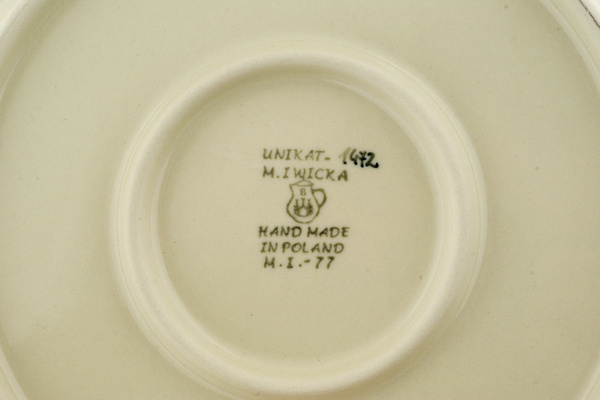 UNIKAT- 1472
M.IWICKA
B
HAND MADE
IN POLAND
M.I.-77